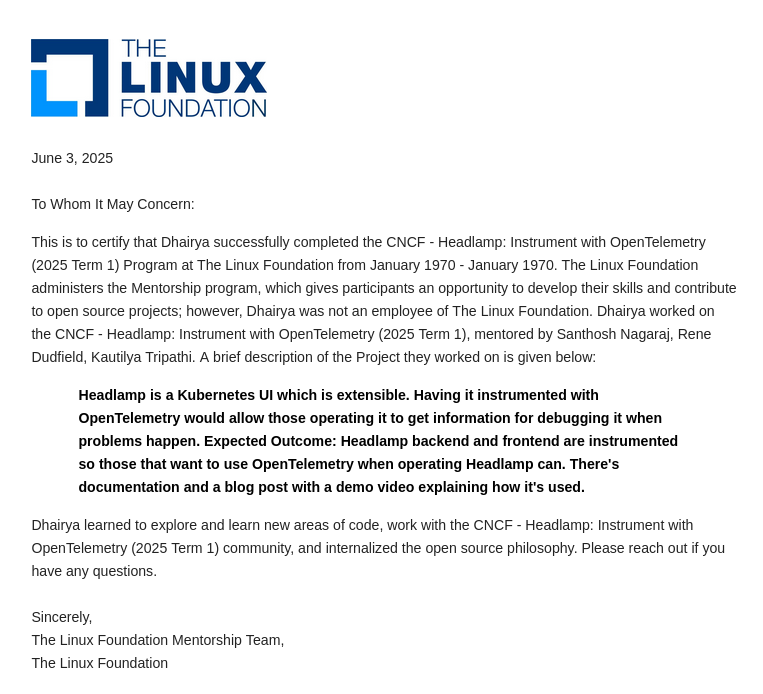 THE
LINUX
FOUNDATION
June 3, 2025
To Whom It May Concern:
This is to certify that Dhairya successfully completed the CNCF - Headlamp: Instrument with OpenTelemetry
(2025 Term 1) Program at The Linux Foundation from January 1970 - January 1970. The Linux Foundation
administers the Mentorship program, which gives participants an opportunity to develop their skills and contribute
to open source projects; however, Dhairya was not an employee of The Linux Foundation. Dhairya worked on
the CNCF - Headlamp: Instrument with OpenTelemetry (2025 Term 1), mentored by Santhosh Nagaraj, Rene
Dudfield, Kautilya Tripathi. A brief description of the Project they worked on is given below:
Headlamp is a Kubernetes UI which is extensible. Having it instrumented with
OpenTelemetry would allow those operating it to get information for debugging it when
problems happen. Expected Outcome: Headlamp backend and frontend are instrumented
so those that want to use OpenTelemetry when operating Headlamp can. There's
documentation and a blog post with a demo video explaining how it's used.
Dhairya learned to explore and learn new areas of code, work with the CNCF - Headlamp: Instrument with
OpenTelemetry (2025 Term 1) community, and internalized the open source philosophy. Please reach out if you
have any questions.
Sincerely,
The Linux Foundation Mentorship Team,
The Linux Foundation